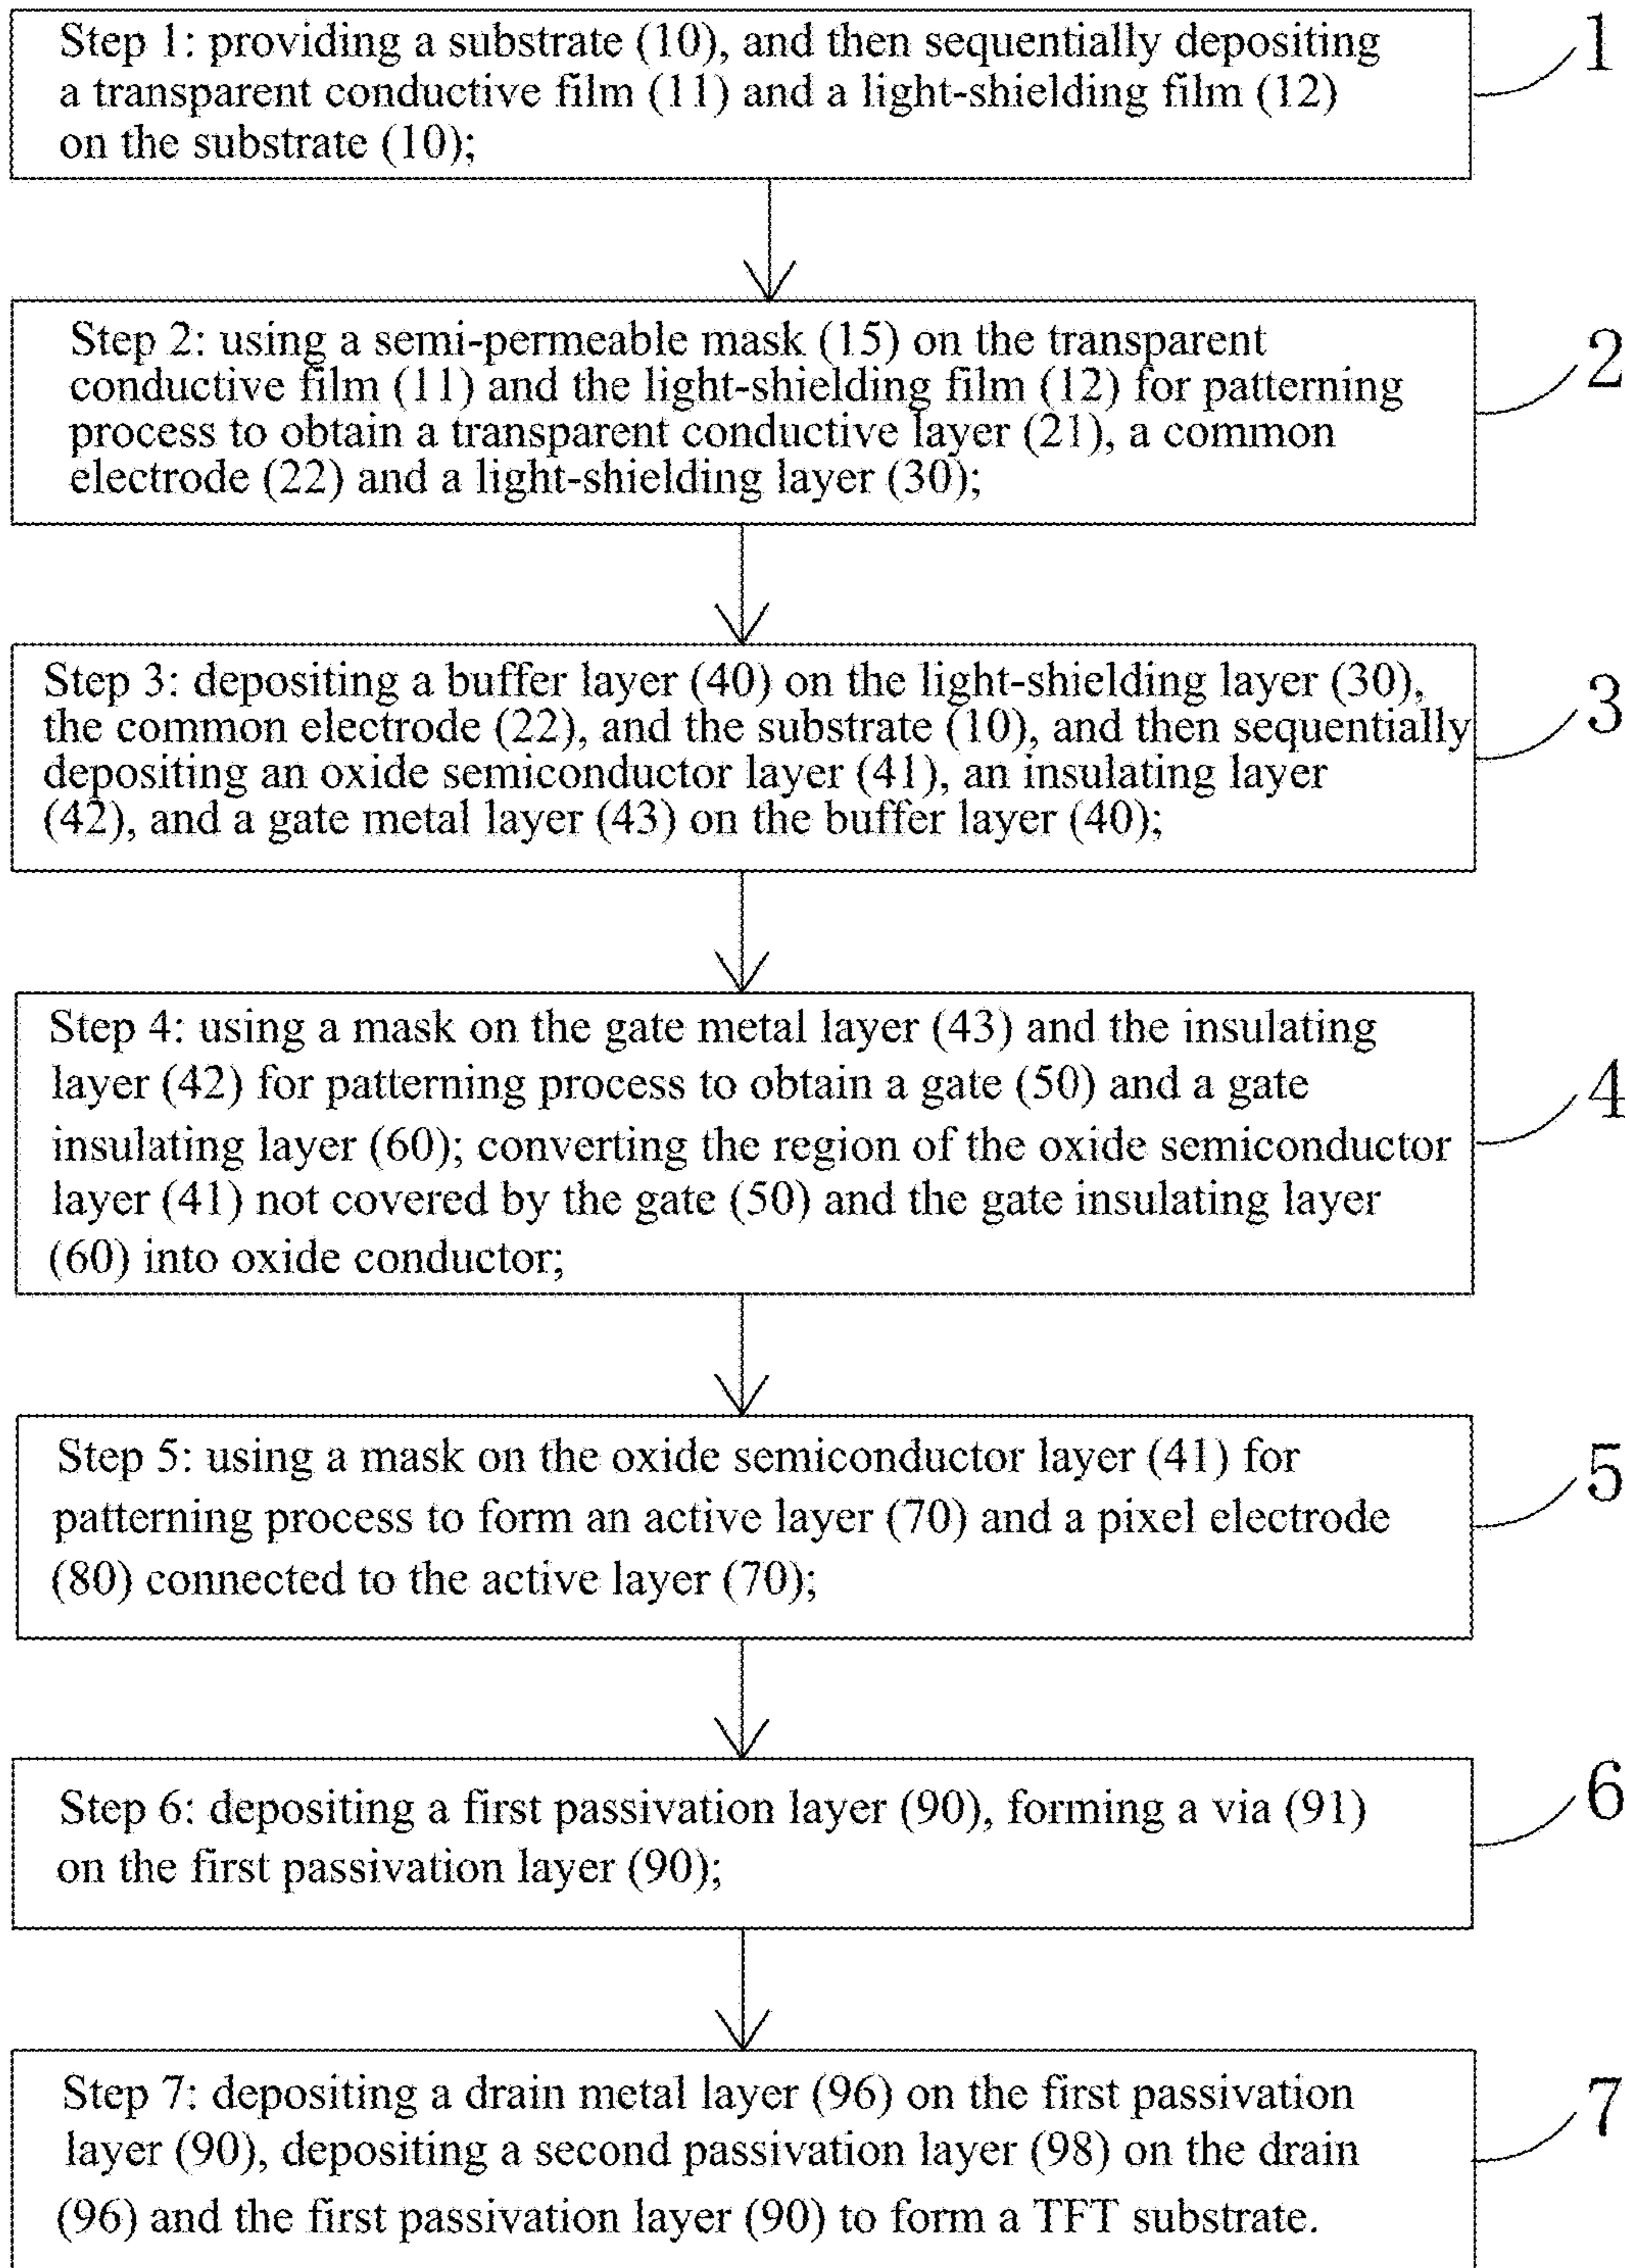 Step 1: providing a substrate (10), and then sequentially depositing
a transparent conductive film (11) and a light-shielding film (12)
on the substrate (10);
1
Step 2: using a semi-permeable mask (15) on the transparent
conductive film (11) and the light-shielding film (12) for patterning
process to obtain a transparent conductive layer (21), a common
electrode (22) and a light-shielding layer (30);
2
Step 3: depositing a buffer layer (40) on the light-shielding layer (30),
the common electrode (22), and the substrate (10), and then sequentially
depositing an oxide semiconductor layer (41), an insulating layer
(42), and a gate metal layer (43) on the buffer layer (40);
3
Step 4: using a mask on the gate metal layer (43) and the insulating
layer (42) for patterning process to obtain a gate (50) and a gate
insulating layer (60); converting the region of the oxide semiconductor
layer (41) not covered by the gate (50) and the gate insulating layer
(60) into oxide conductor;
4
Step 5: using a mask on the oxide semiconductor layer (41) for
patterning process to form an active layer (70) and a pixel electrode
(80) connected to the active layer (70);
5
Step 6: depositing a first passivation layer (90), forming a via (91)
on the first passivation layer (90);
6
Step 7: depositing a drain metal layer (96) on the first passivation
layer (90), depositing a second passivation layer (98) on the drain
(96) and the first passivation layer (90) to form a TFT substrate.
7